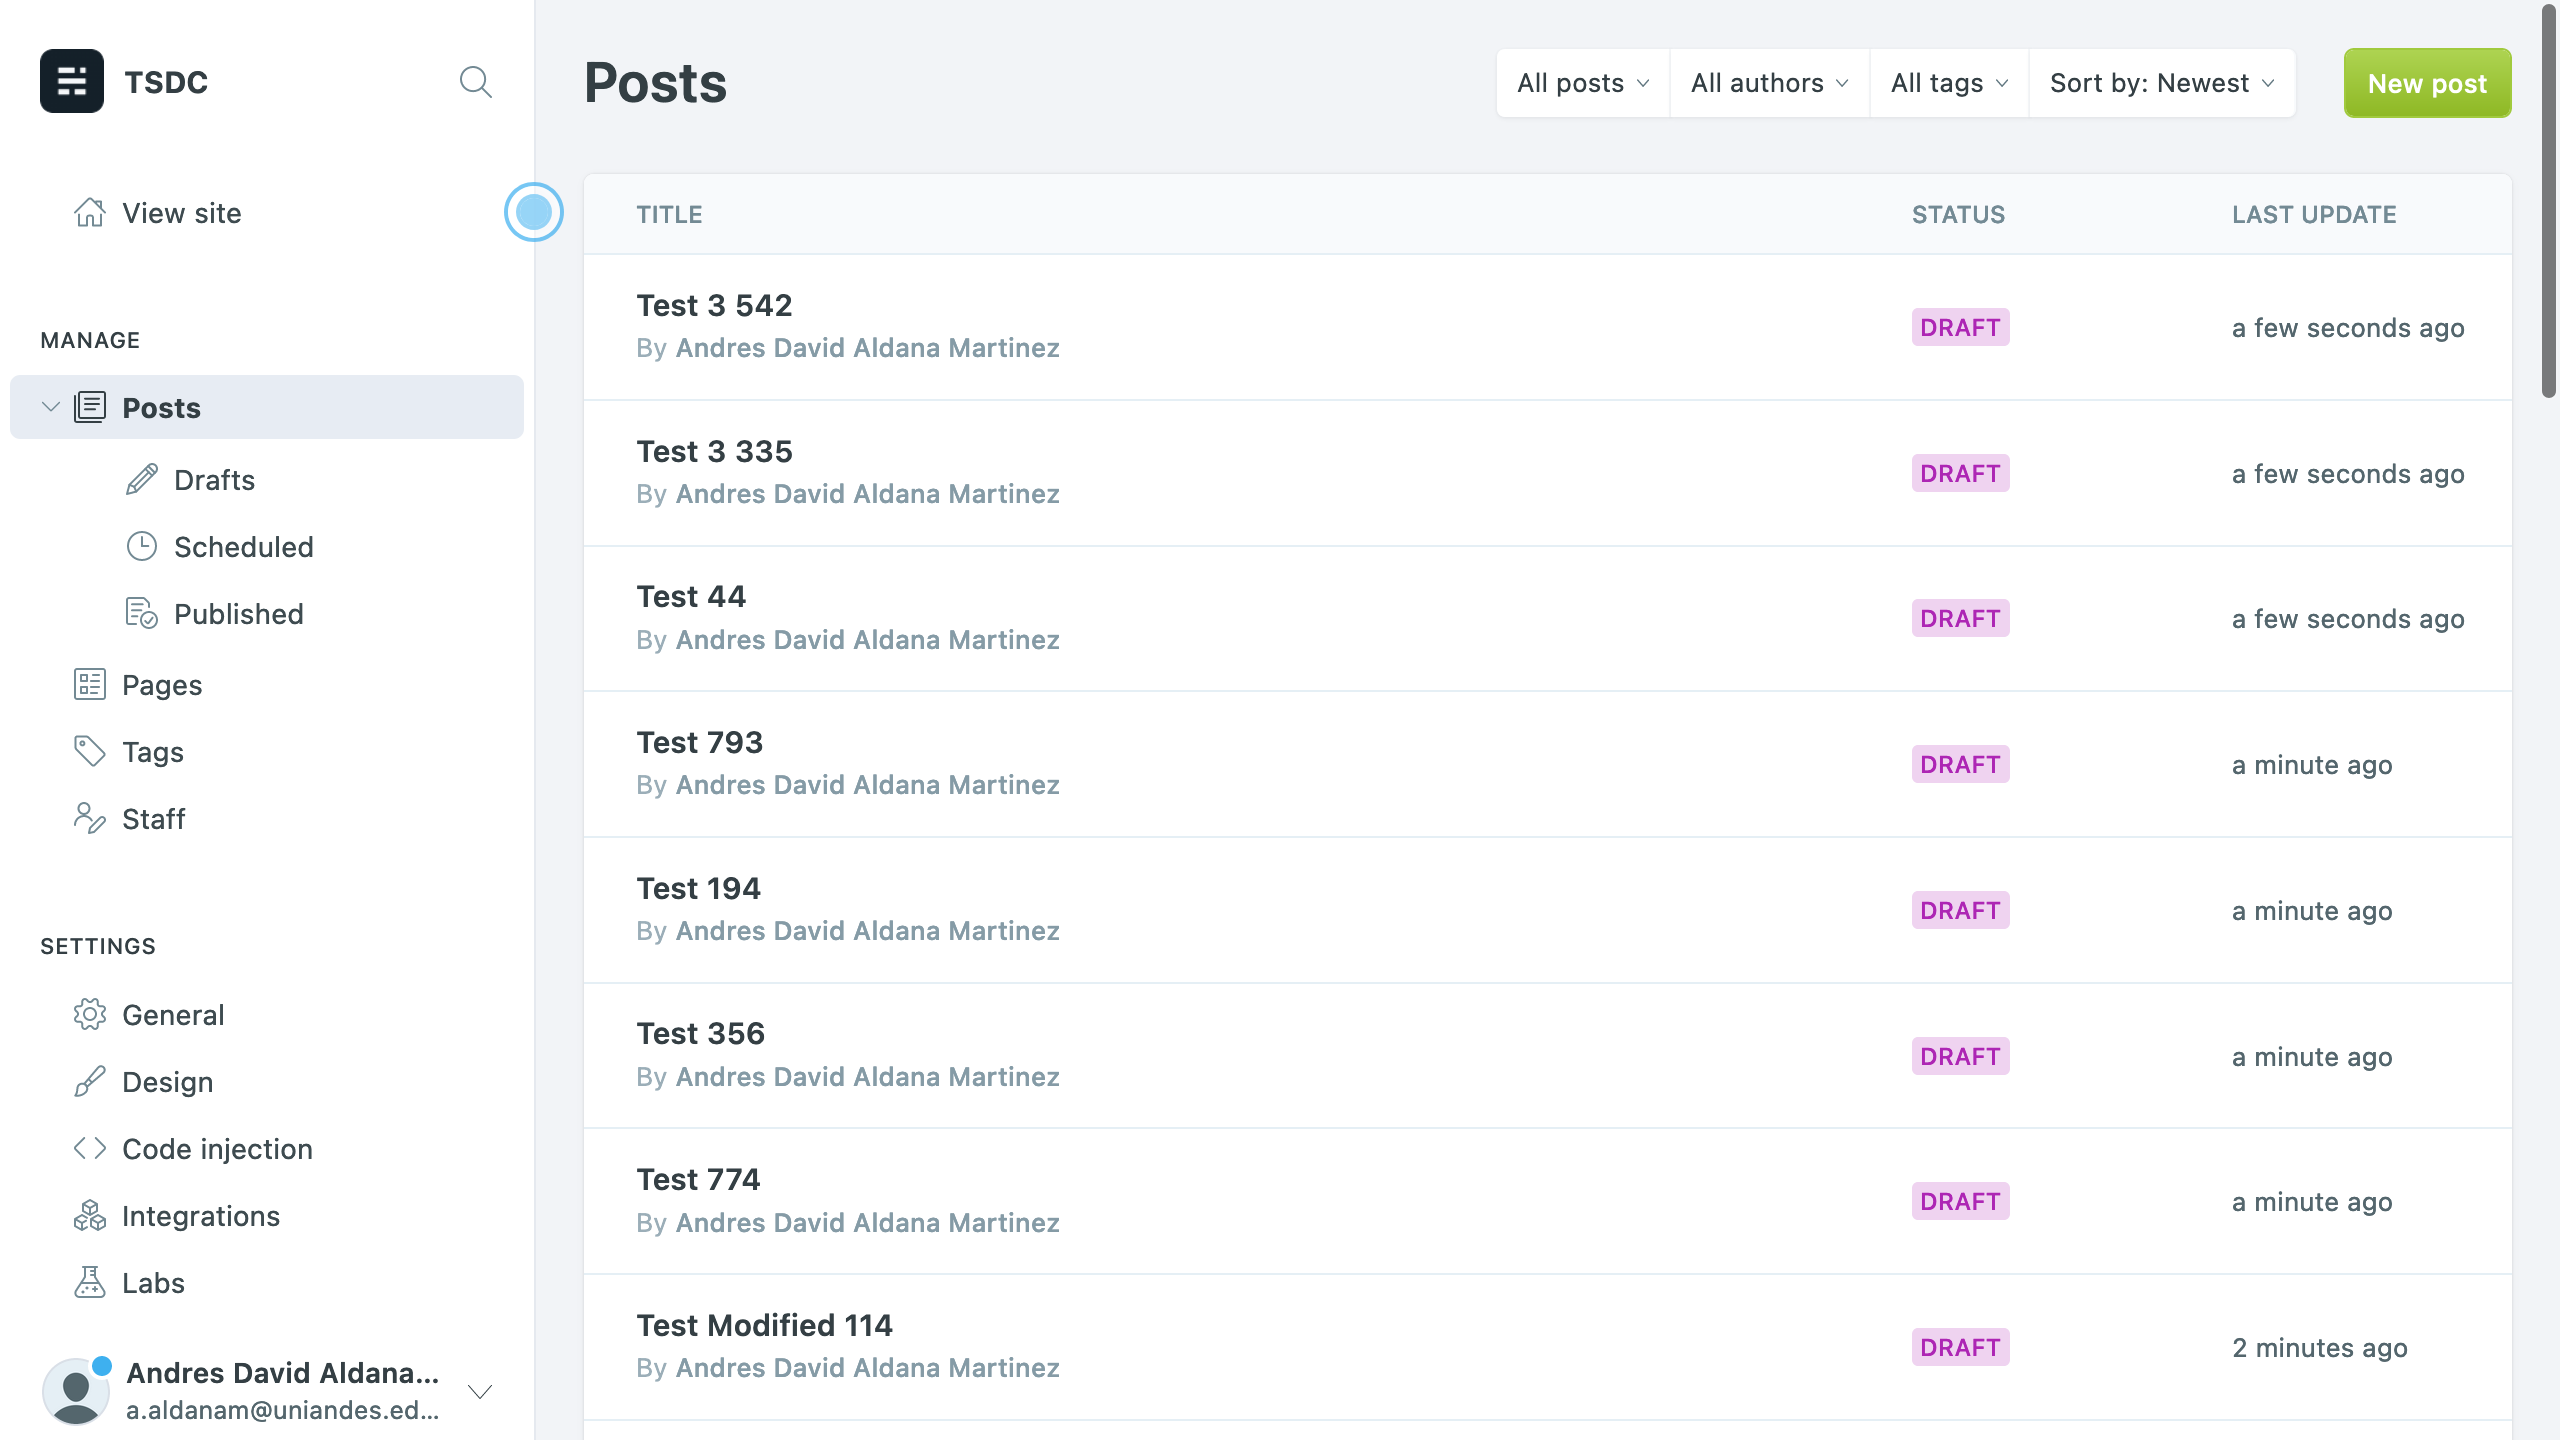 TSDC
View site
MANAGE
Posts
Drafts
Scheduled
Published
Pages
Tags
Staff
SETTINGS
General
Design
Code injection
Integrations
Labs
Andres David Aldana...
a.aldanam@uniandes.ed...
Posts
All posts
All authors
All tags
Sort by: Newest
New post
TITLE STATUS LAST UPDATE
Test 3 542
By Andres David Aldana Martinez
DRAFT
a few seconds ago
Test 3 335
By Andres David Aldana Martinez
DRAFT
a few seconds ago
Test 44
By Andres David Aldana Martinez
DRAFT
a few seconds ago
Test 793
By Andres David Aldana Martinez
DRAFT
a minute ago
Test 194
By Andres David Aldana Martinez
DRAFT
a minute ago
Test 356
By Andres David Aldana Martinez
DRAFT
a minute ago
Test 774
By Andres David Aldana Martinez
DRAFT
a minute ago
Test Modified 114
By Andres David Aldana Martinez
DRAFT
2 minutes ago